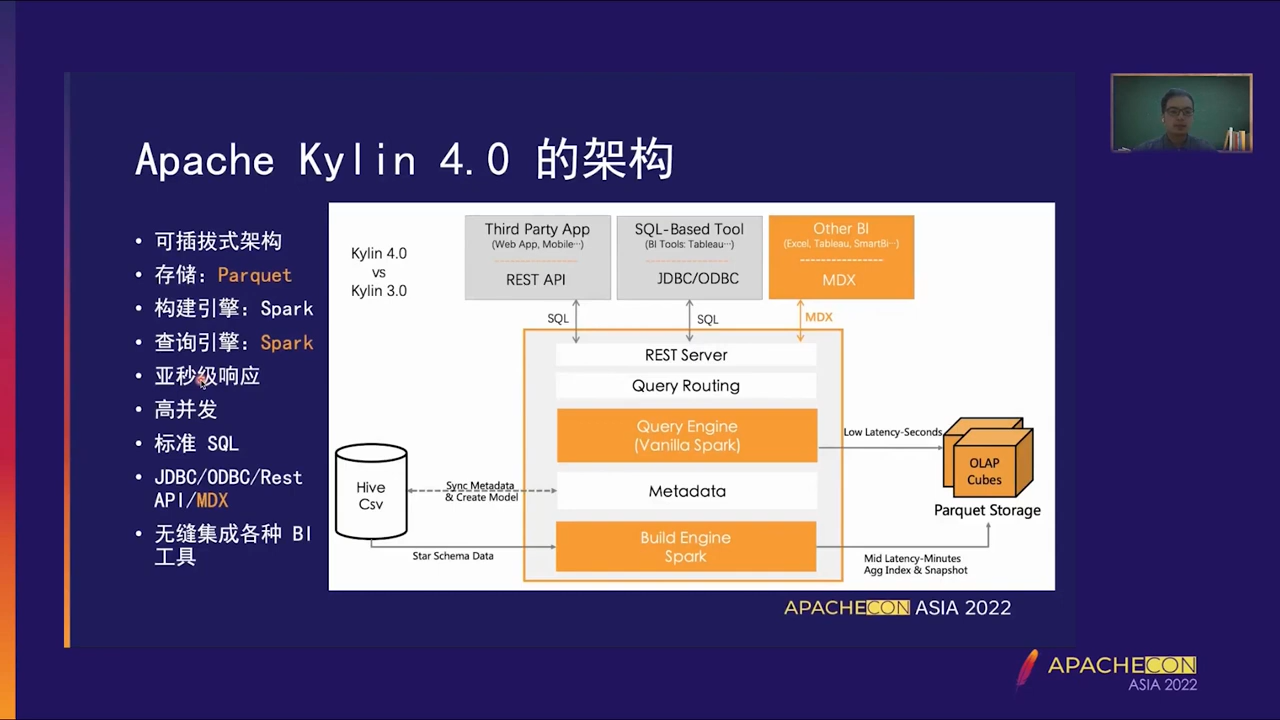 Apache Kylin 4.0 的架构
• 可插拔式架构
• 存储：Parquet
• 构建引擎：Spark
• 查询引擎：Spark
• 亚秒级响应
• 高并发
• 标准 SQL
• JDBC/ODBC/Rest
API/MDX
• 无缝集成各种 BI
工具
Kylin 4.0
vs
Kylin 3.0
Third Party App
(Web App, Mobile···)
REST API
SQL-Based Tool
(BI Tools: Tableau···)
JDBC/ODBC
Other BI
(Excel, Tableau, SmartBi···)
MDX
SQL
SQL
MDX
REST Server
Query Routing
Query Engine
(Vanilla Spark)
Metadata
Build Engine
Spark
Hive
Csv
Sync Metadata
& Create Model
Star Schema Data
Low Latency-Seconds
OLAP
Cubes
Parquet Storage
Mid Latency-Minutes
Agg Index & Snapshot
APACHECON ASIA 2022
APACHECON
ASIA 2022